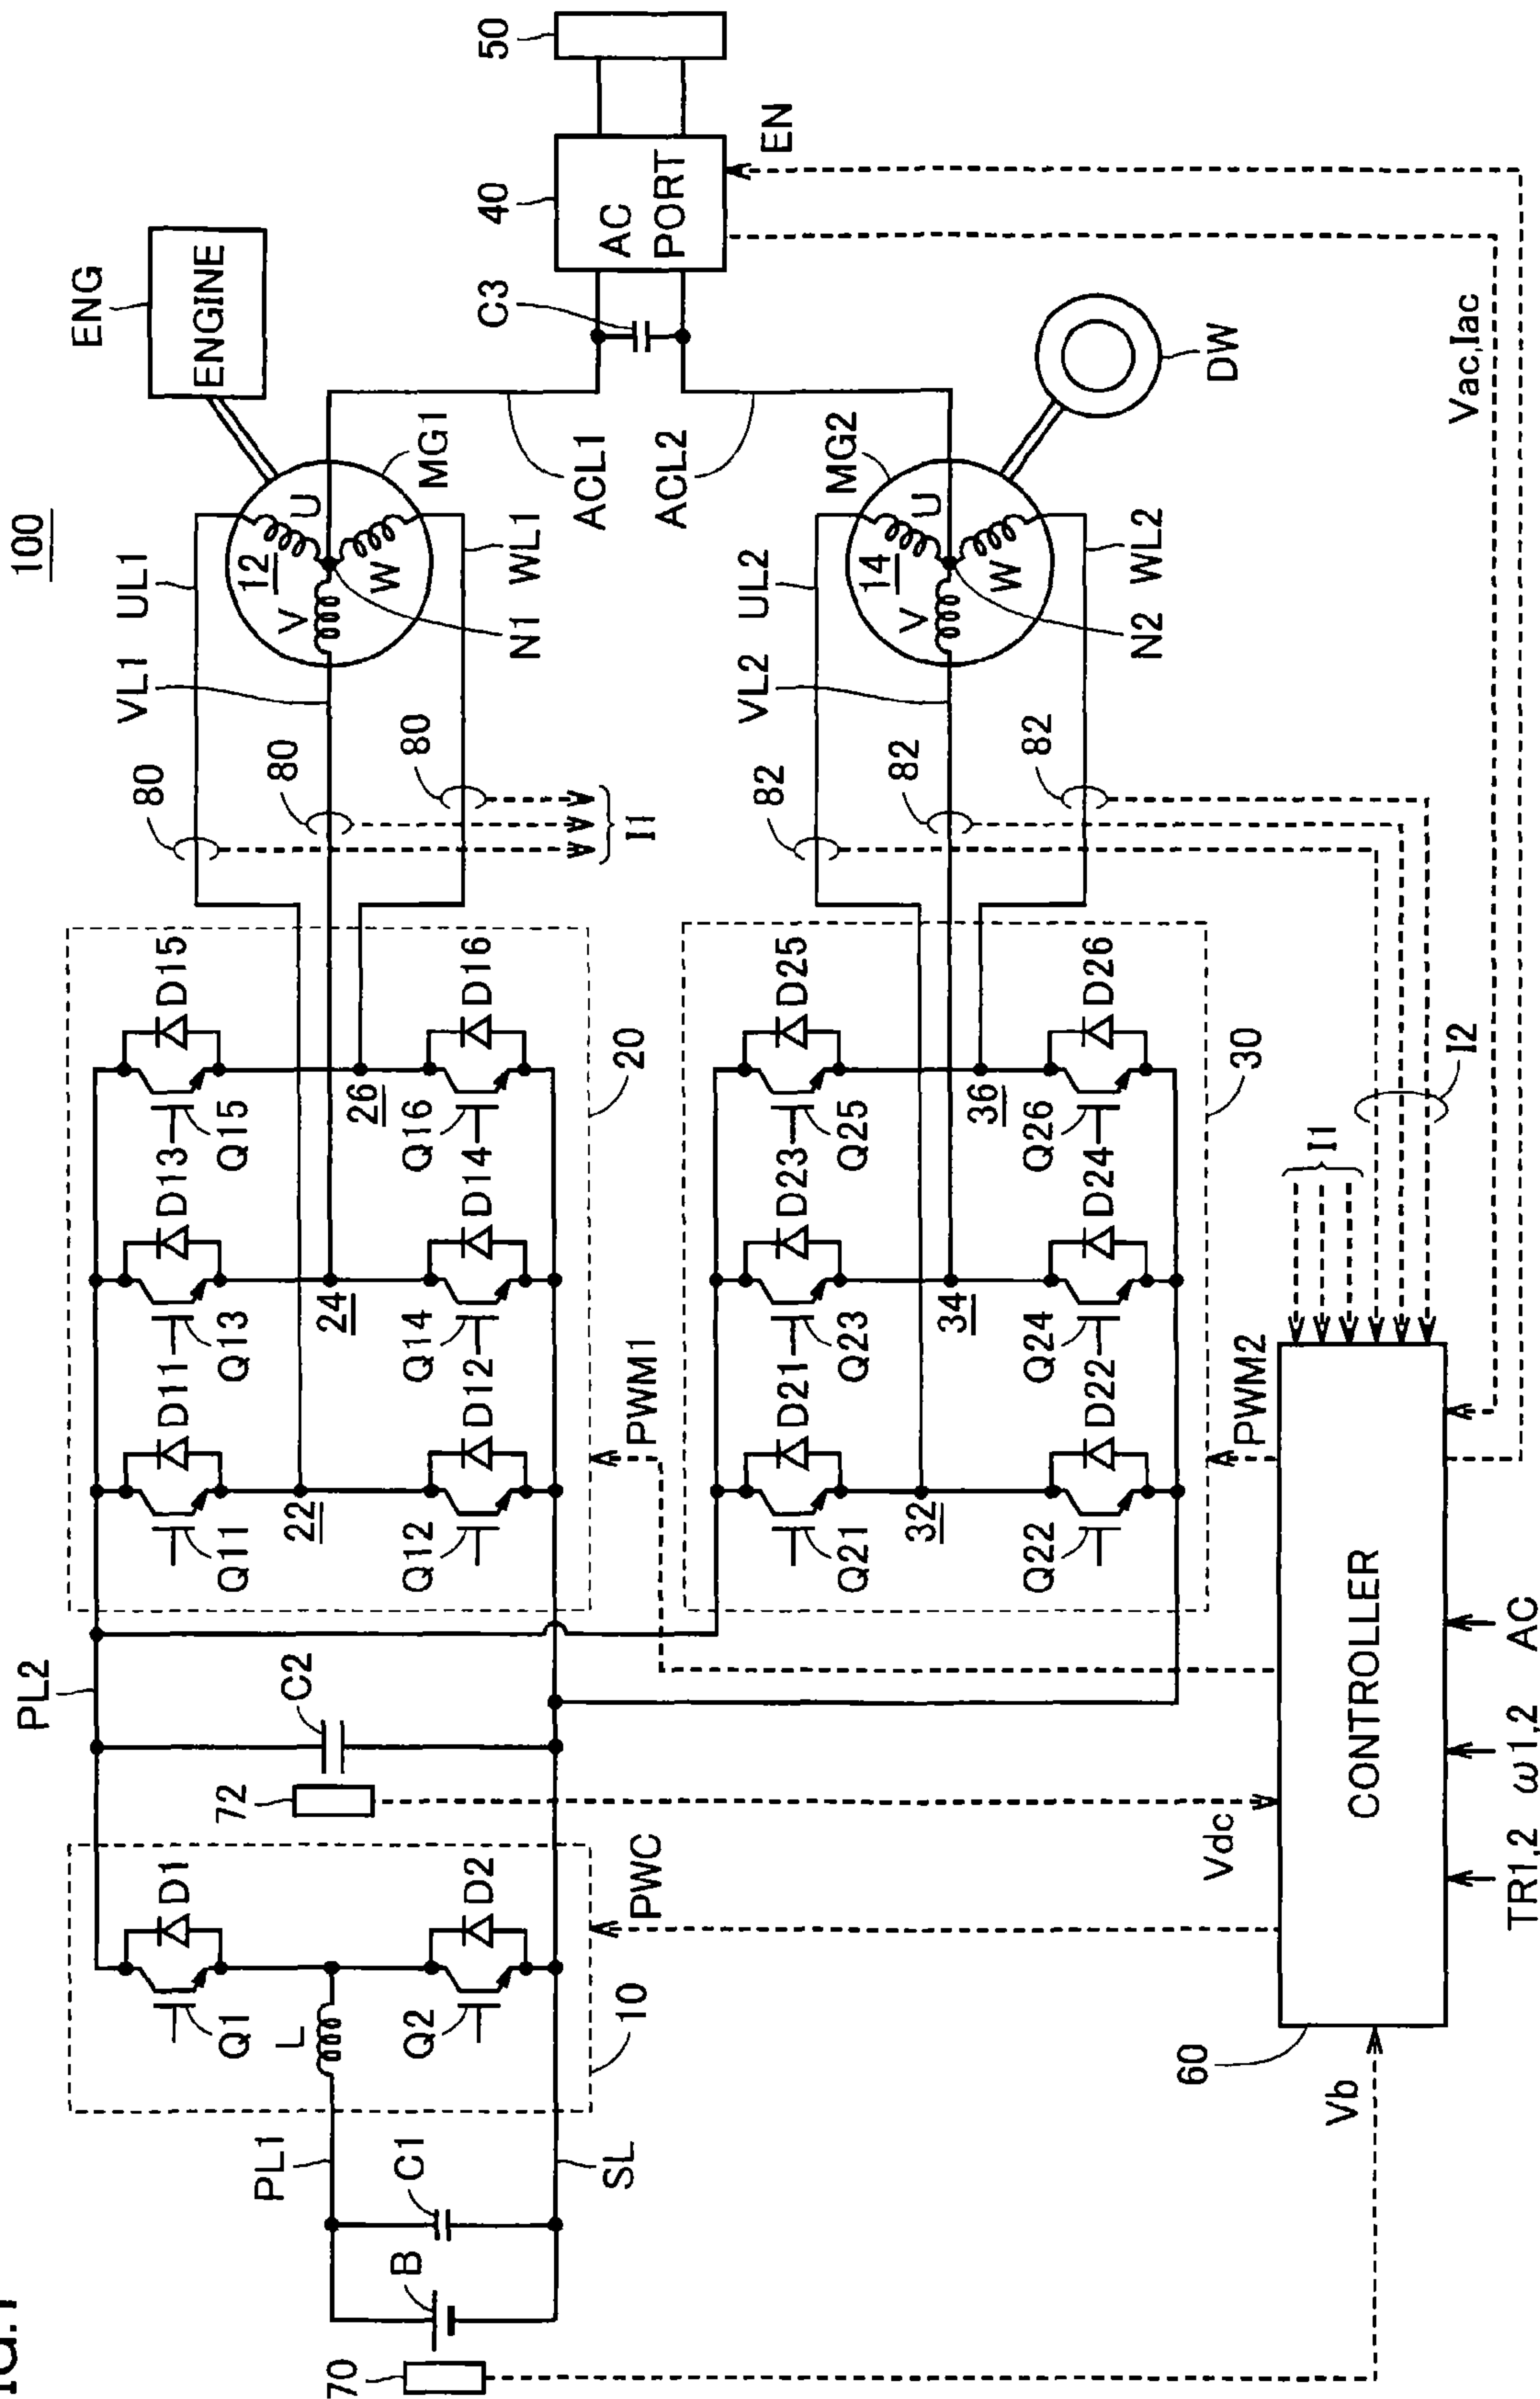 100
ENG
ENGINE
50
40
AC
PORT
EN
C3
Vac,Iac
DW
UL1
VL1
12
U
V
W
MG1
N1
WL1
ACL1
ACL2
UL2
VL2
14
U
V
W
MG2
N2
WL2
80
80
80
I1
82
82
82
PL2
D11
D13
D15
Q11
Q13
Q15
22
24
26
D12
D14
D16
Q12
Q14
Q16
20
PWM1
D21
D23
D25
Q21
Q23
Q25
32
34
36
D22
D24
D26
Q22
Q24
Q26
30
PWM2
I1
I2
C2
72
Vdc
D1
Q1
L
D2
Q2
10
PWC
PL1
C1
B
SL
70
Vb
60
CONTROLLER
TR1,2
ω1,2
AC